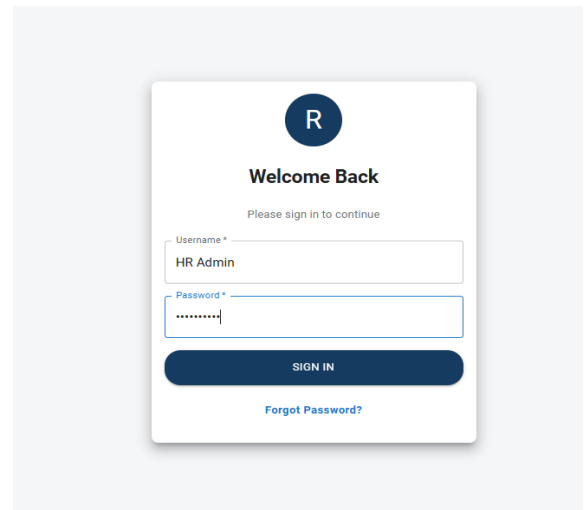 R
Welcome Back
Please sign in to continue
Username *
HR Admin
Password *
••••••••••
SIGN IN
Forgot Password?